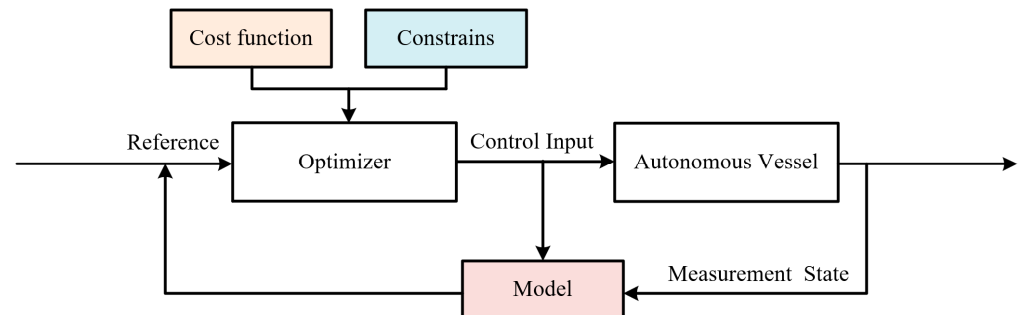 Cost function
Constrains
Reference
Optimizer
Control Input
Autonomous Vessel
Measurement State
Model